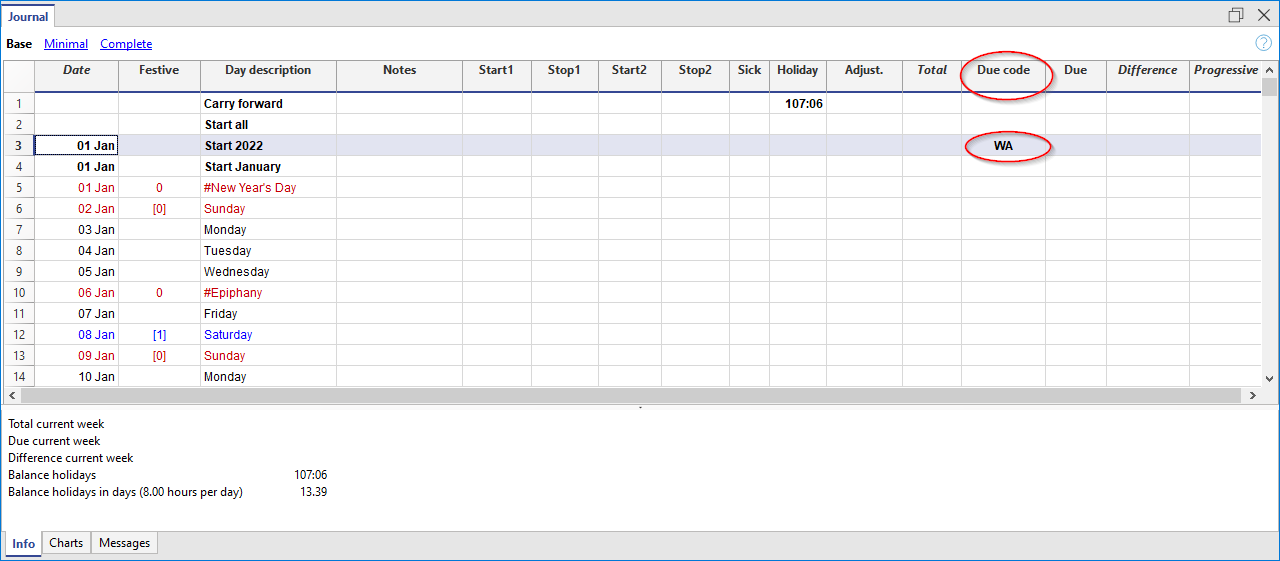 Journal
Base Minimal Complete ?
Date Festive Day description Notes Start1 Stop1 Start2 Stop2 Sick Holiday Adjust. Total Due code Due Difference Progressive
1 Carry forward 107:06
2 Start all
3 01 Jan Start 2022 WA
4 01 Jan Start January
5 01 Jan 0 #New Year's Day
6 02 Jan [0] Sunday
7 03 Jan Monday
8 04 Jan Tuesday
9 05 Jan Wednesday
10 06 Jan 0 #Epiphany
11 07 Jan Friday
12 08 Jan [1] Saturday
13 09 Jan [0] Sunday
14 10 Jan Monday
Total current week
Due current week
Difference current week
Balance holidays 107:06
Balance holidays in days (8.00 hours per day) 13.39
Info Charts Messages